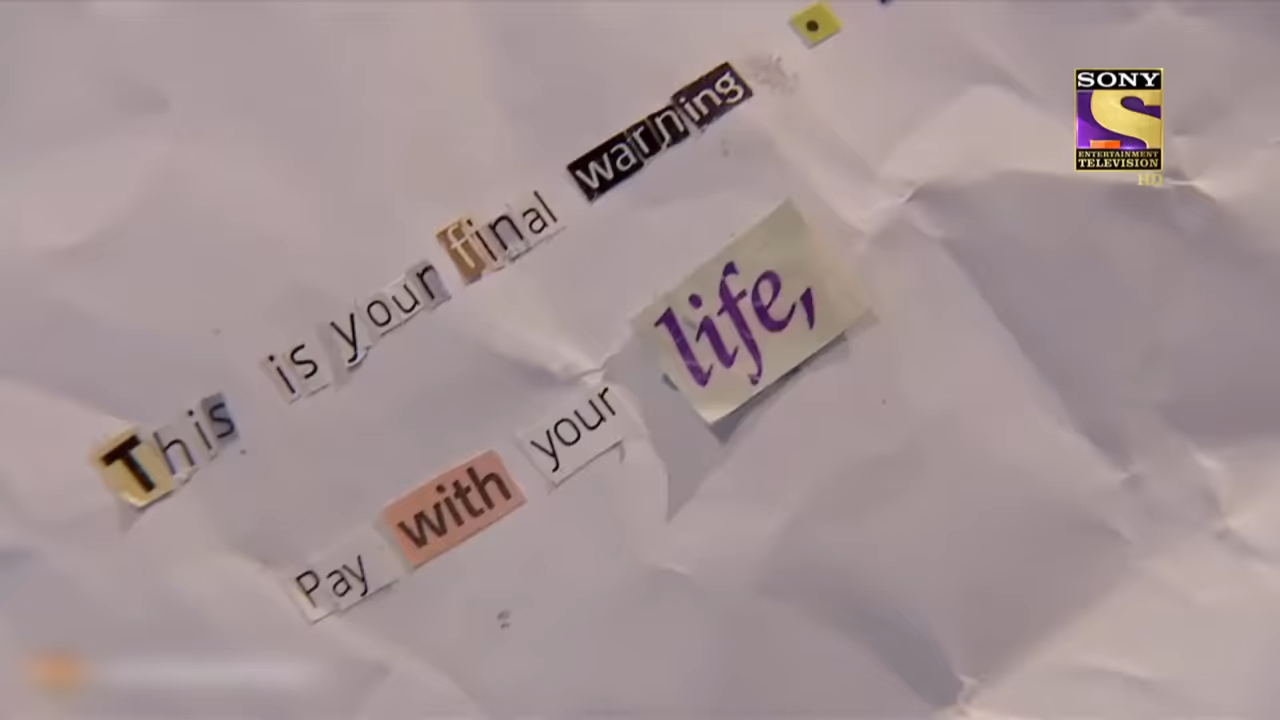 This is your final warning.
Pay with your life,
SONY
ENTERTAINMENT
TELEVISION
HD